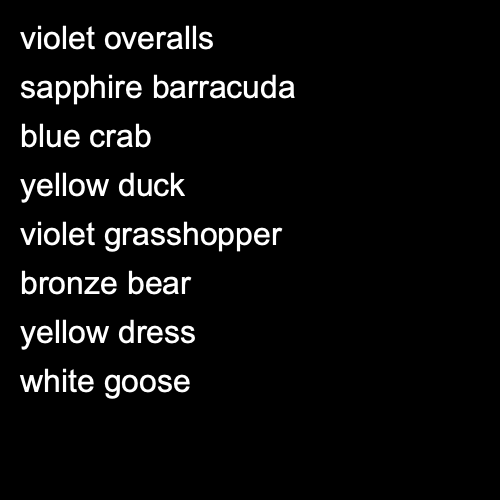 violet overalls
sapphire barracuda
blue crab
yellow duck
violet grasshopper
bronze bear
yellow dress
white goose